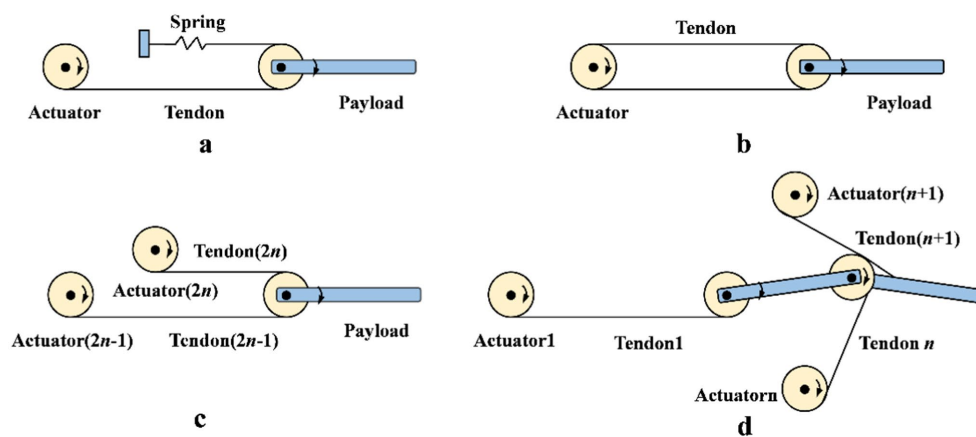 Spring
Actuator
Tendon
Payload
a
Tendon
Actuator
Payload
b
Tendon(2n)
Actuator(2n)
Actuator(2n-1)
Tcndon(2n-1)
Payload
c
Actuator(n+1)
Tendon(n+1)
Actuator1
Tendon1
Tendon n
Actuatorn
d